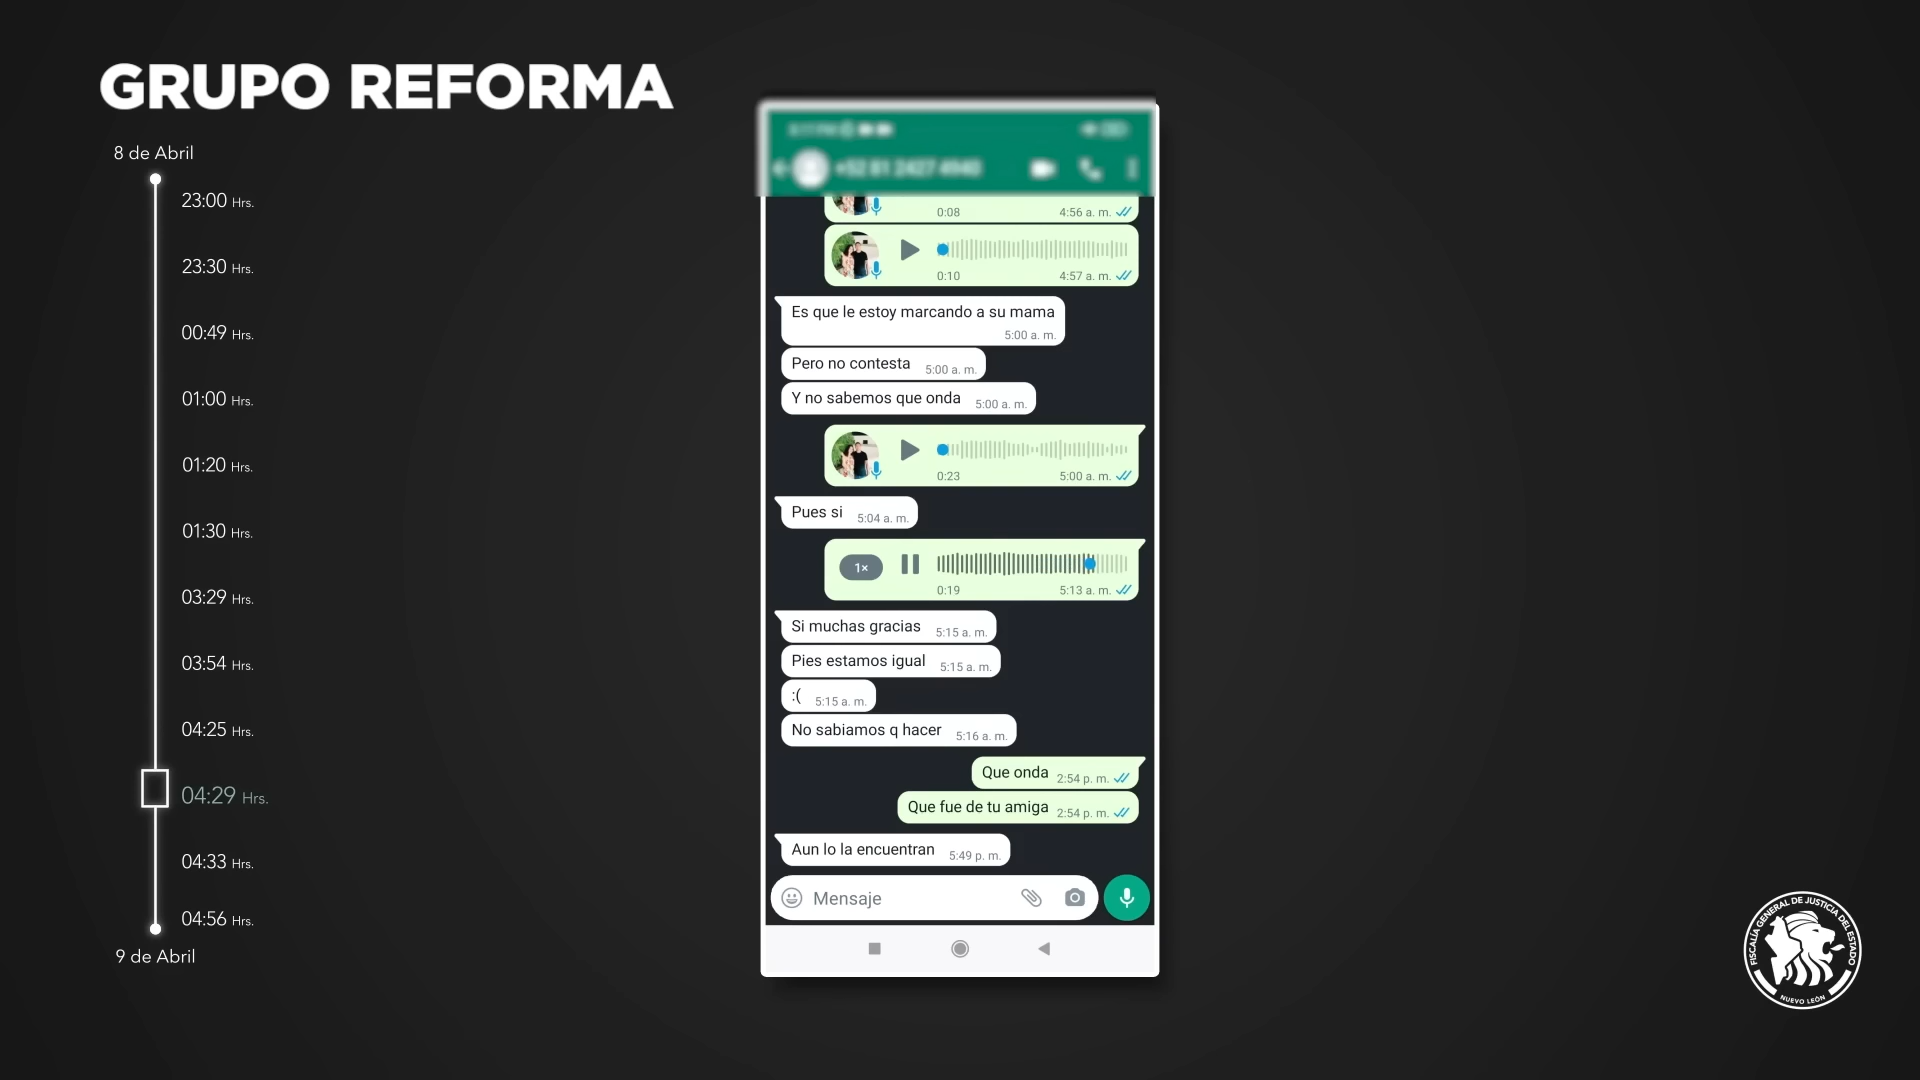 GRUPO REFORMA
8 de Abril
23:00 Hrs.
23:30 Hrs.
00:49 Hrs.
01:00 Hrs.
01:20 Hrs.
01:30 Hrs.
03:29 Hrs.
03:54 Hrs.
04:25 Hrs.
04:29 Hrs.
04:33 Hrs.
04:56 Hrs.
9 de Abril
0:08 4:56 a. m.
0:10 4:57 a. m.
Es que le estoy marcando a su mama
5:00 a. m.
Pero no contesta 5:00 a. m.
Y no sabemos que onda 5:00 a. m.
0:23 5:00 a. m.
Pues si 5:04 a. m.
1×
0:19 5:13 a. m.
Si muchas gracias 5:15 a. m.
Pies estamos igual 5:15 a. m.
:( 5:15 a. m.
No sabiamos q hacer 5:16 a. m.
Que onda 2:54 p. m.
Que fue de tu amiga 2:54 p. m.
Aun lo la encuentran 5:49 p. m.
Mensaje
FISCALÍA GENERAL DE JUSTICIA DEL ESTADO
NUEVO LEÓN